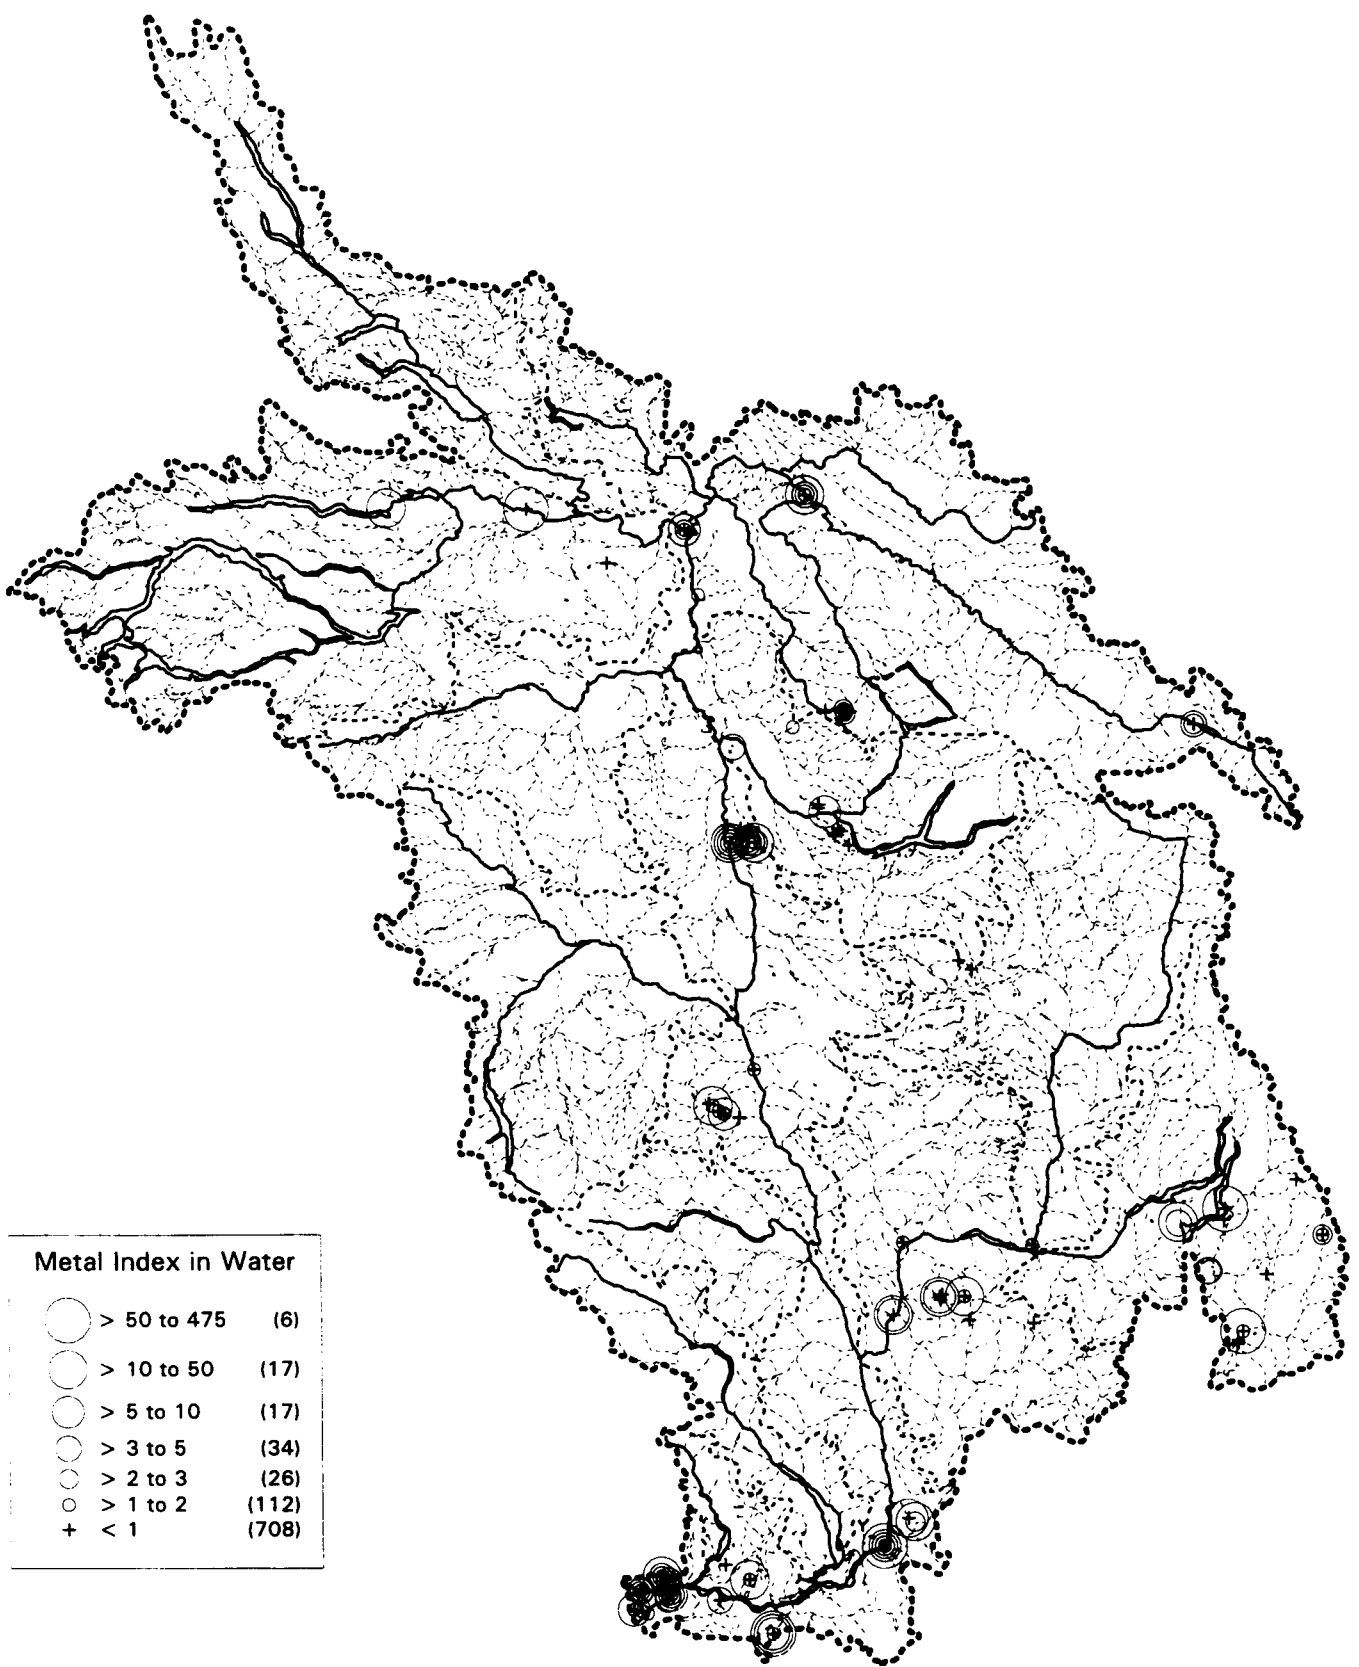 Metal Index in Water
> 50 to 475 (6)
> 10 to 50 (17)
> 5 to 10 (17)
> 3 to 5 (34)
> 2 to 3 (26)
> 1 to 2 (112)
+ < 1 (708)